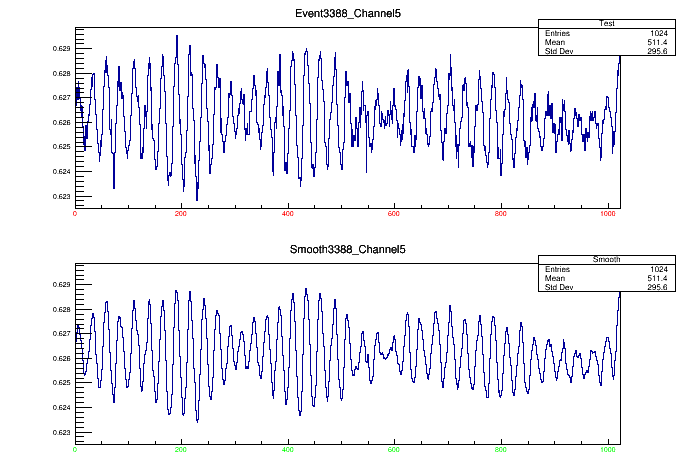 Event3388_Channel5
Test
Entries 1024
Mean 511.4
Std Dev 295.6
0.629
0.628
0.627
0.626
0.625
0.624
0.623
0 200 400 600 800 1000
Smooth3388_Channel5
Smooth
Entries 1024
Mean 511.4
Std Dev 295.6
0.629
0.628
0.627
0.626
0.625
0.624
0.623
0 200 400 600 800 1000